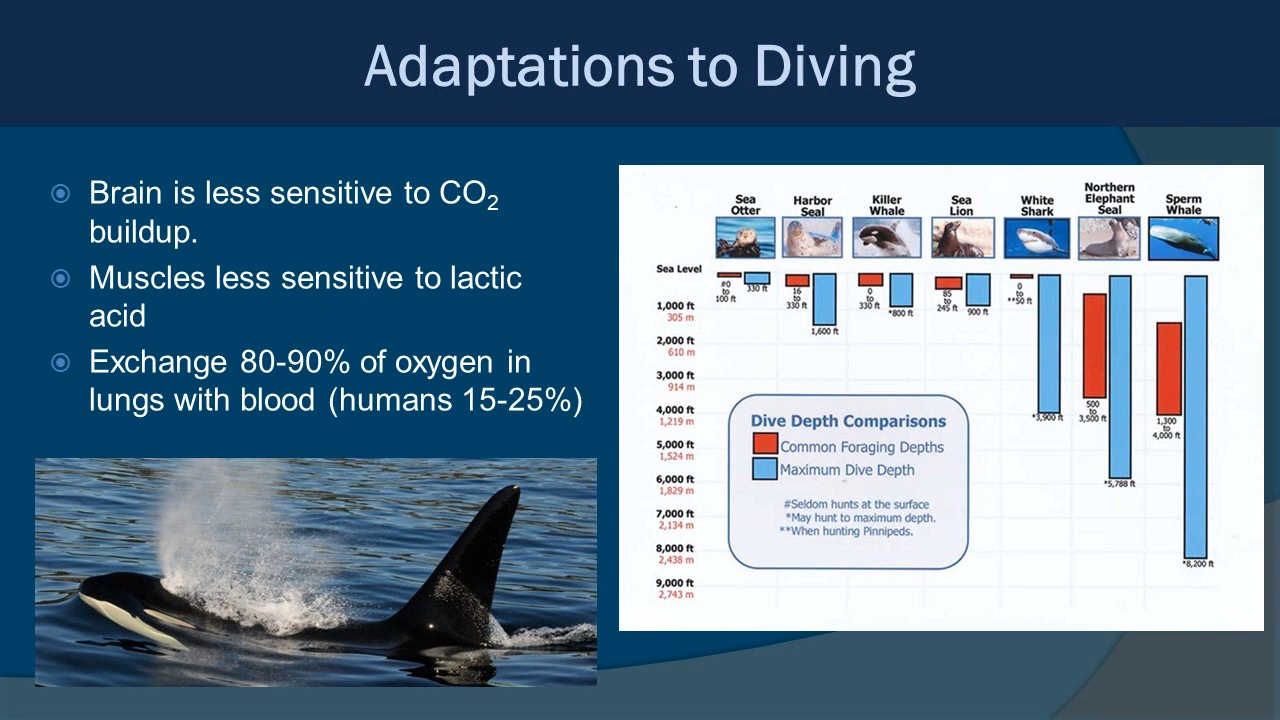 Adaptations to Diving
Brain is less sensitive to CO₂
buildup.
Muscles less sensitive to lactic
acid
Exchange 80-90% of oxygen in
lungs with blood (humans 15-25%)
Sea
Otter
Harbor
Seal
Killer
Whale
Sea
Lion
White
Shark
Northern
Elephant
Seal
Sperm
Whale
Sea Level
1,000 ft
305 m
2,000 ft
610 m
3,000 ft
914 m
4,000 ft
1,219 m
5,000 ft
1,524 m
6,000 ft
1,829 m
7,000 ft
2,134 m
8,000 ft
2,438 m
9,000 ft
2,743 m
#0
to
100 ft
330 ft
16
to
330 ft
1,600 ft
0
to
330 ft
*800 ft
85
to
245 ft
900 ft
0
to
**50 ft
*3,900 ft
500
to
3,500 ft
*5,788 ft
1,300
to
4,000 ft
*8,200 ft
Dive Depth Comparisons
Common Foraging Depths
Maximum Dive Depth
#Seldom hunts at the surface
*May hunt to maximum depth.
**When hunting Pinnipeds.